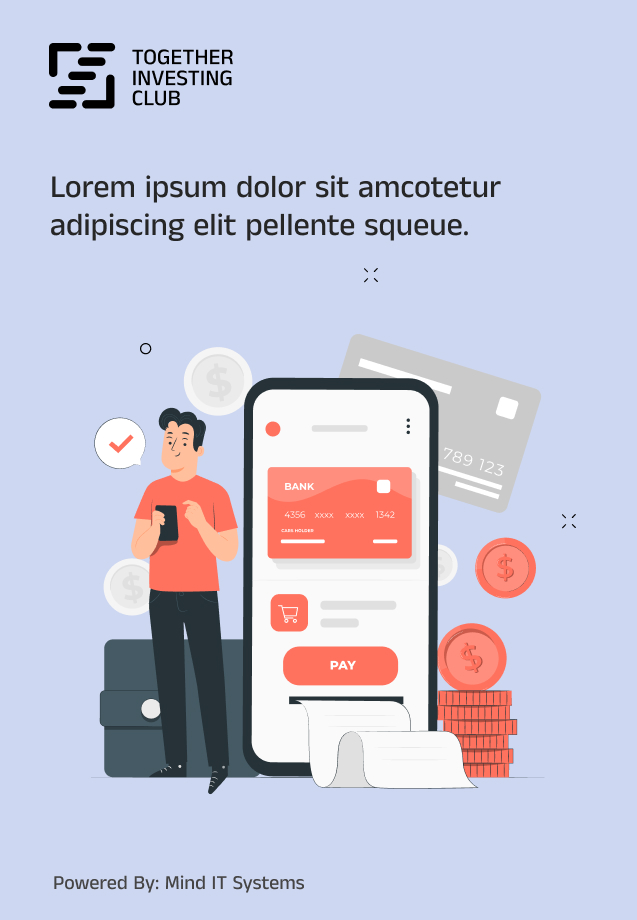 TOGETHER
INVESTING
CLUB
Lorem ipsum dolor sit amcotetur
adipiscing elit pellente squeue.
789 123
BANK
4356 xxxx xxxx 1342
CARD HOLDER
PAY
Powered By: Mind IT Systems